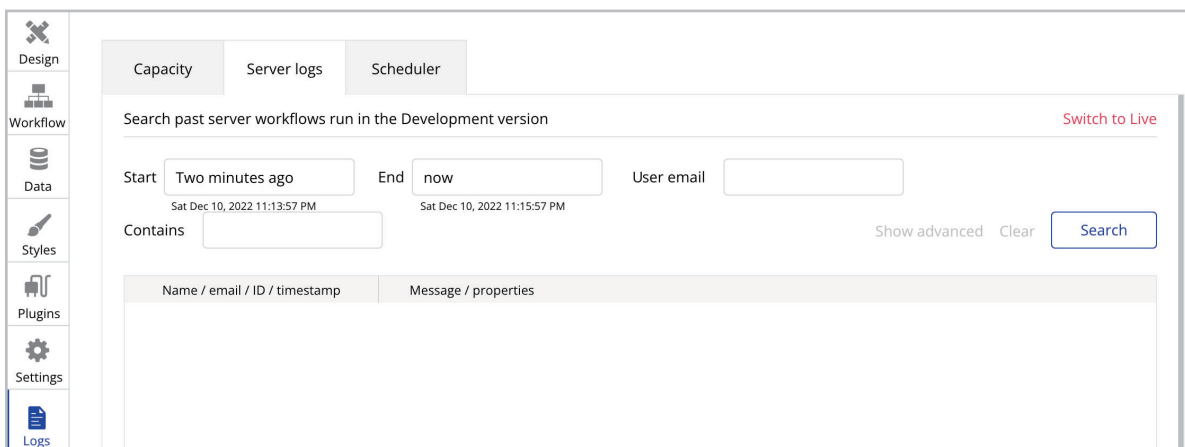 Design
Workflow
Data
Styles
Plugins
Settings
Logs
Capacity Server logs Scheduler
Search past server workflows run in the Development version Switch to Live
Start Two minutes ago End now User email
Sat Dec 10, 2022 11:13:57 PM Sat Dec 10, 2022 11:15:57 PM
Contains Show advanced Clear Search
Name / email / ID / timestamp Message / properties